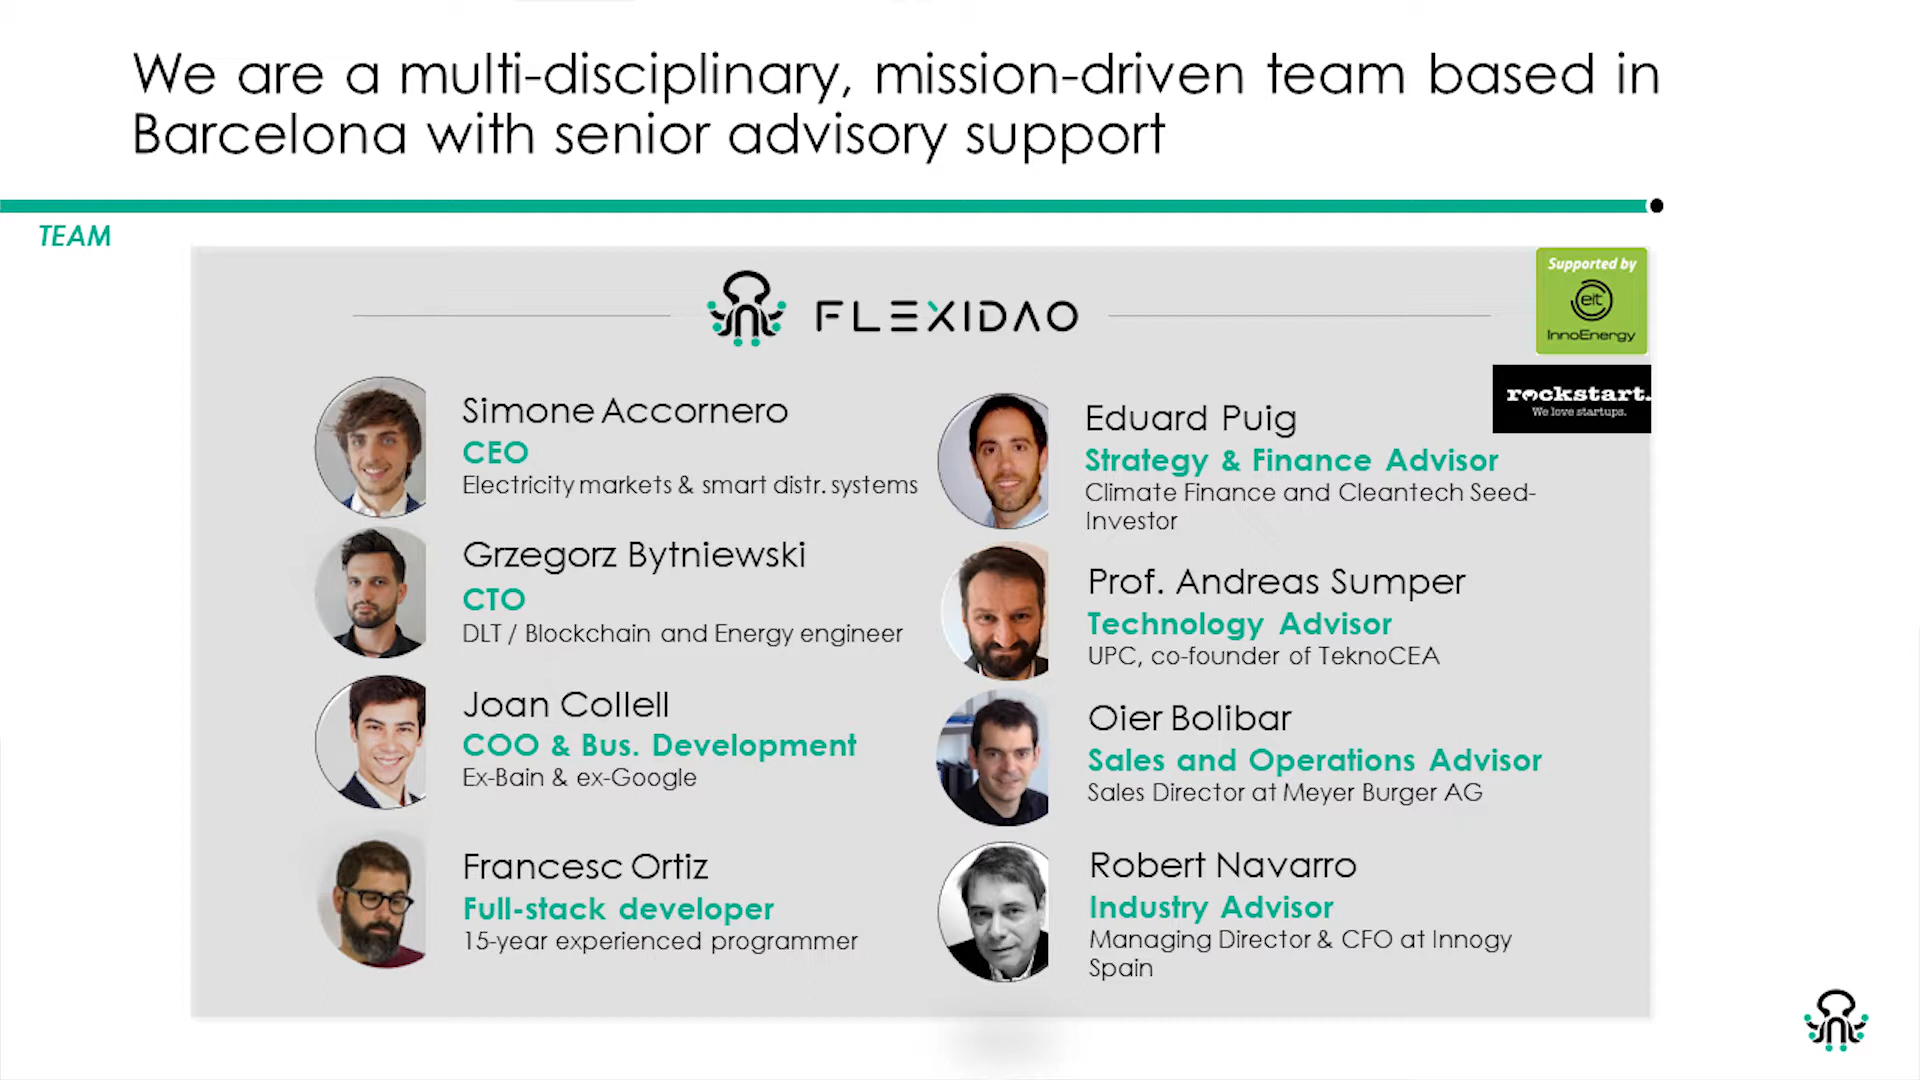 We are a multi-disciplinary, mission-driven team based in
Barcelona with senior advisory support
TEAM
FLEXIDAO
Supported by
eit
InnoEnergy
rockstart.
We love startups.
Simone Accornero
CEO
Electricity markets & smart distr. systems
Grzegorz Bytniewski
CTO
DLT / Blockchain and Energy engineer
Joan Collell
COO & Bus. Development
Ex-Bain & ex-Google
Francesc Ortiz
Full-stack developer
15-year experienced programmer
Eduard Puig
Strategy & Finance Advisor
Climate Finance and Cleantech Seed-
Investor
Prof. Andreas Sumper
Technology Advisor
UPC, co-founder of TeknoCEA
Oier Bolibar
Sales and Operations Advisor
Sales Director at Meyer Burger AG
Robert Navarro
Industry Advisor
Managing Director & CFO at Innogy
Spain